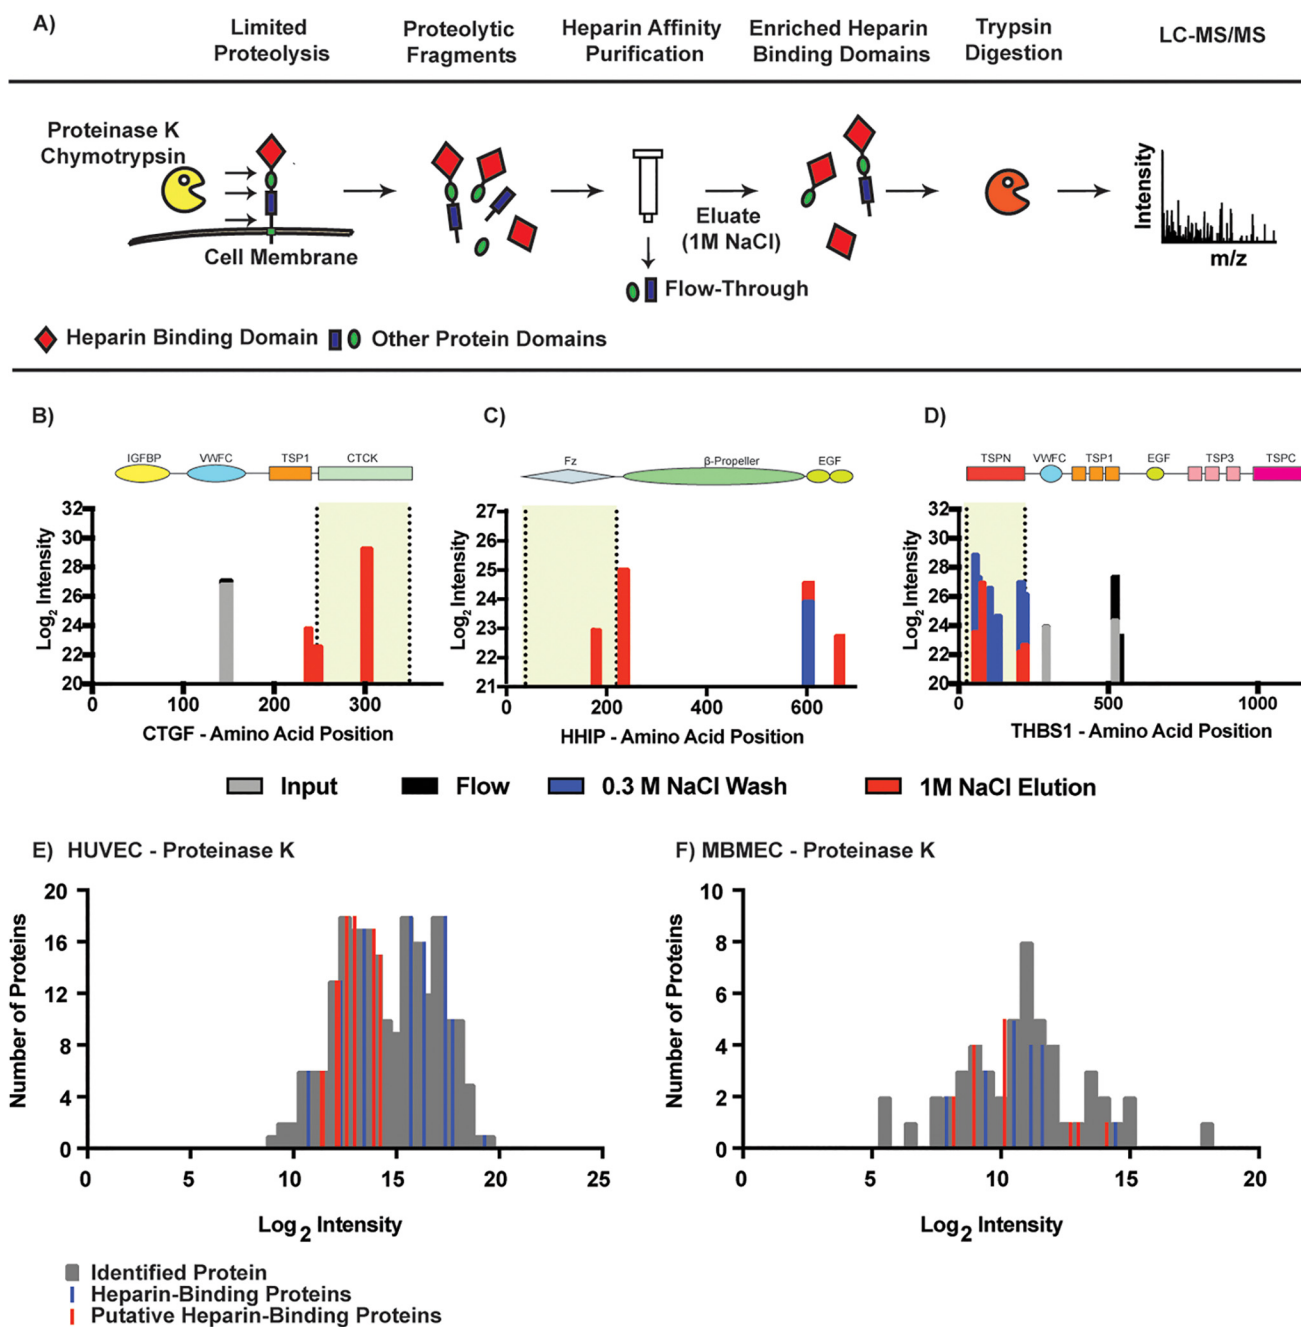 A)
Limited
Proteolysis
Proteolytic
Fragments
Heparin Affinity
Purification
Enriched Heparin
Binding Domains
Trypsin
Digestion
LC-MS/MS
Proteinase K
Chymotrypsin
Cell Membrane
Eluate
(1M NaCl)
Flow-Through
Intensity
m/z
Heparin Binding Domain
Other Protein Domains
B)
IGFBP VWFC TSP1 CTCK
Log2 Intensity
32
30
28
26
24
22
20
0 100 200 300
CTGF - Amino Acid Position
C)
Fz β-Propeller EGF
Log2 Intensity
27
26
25
24
23
22
21
0 200 400 600
HHIP - Amino Acid Position
D)
TSPN VWFC TSP1 EGF TSP3 TSPC
Log2 Intensity
32
30
28
26
24
22
20
0 500 1000
THBS1 - Amino Acid Position
Input Flow 0.3 M NaCl Wash 1M NaCl Elution
E) HUVEC - Proteinase K
Number of Proteins
20
16
12
8
4
0
0 5 10 15 20 25
Log2 Intensity
F) MBMEC - Proteinase K
Number of Proteins
10
8
6
4
2
0
0 5 10 15 20
Log2 Intensity
Identified Protein
Heparin-Binding Proteins
Putative Heparin-Binding Proteins